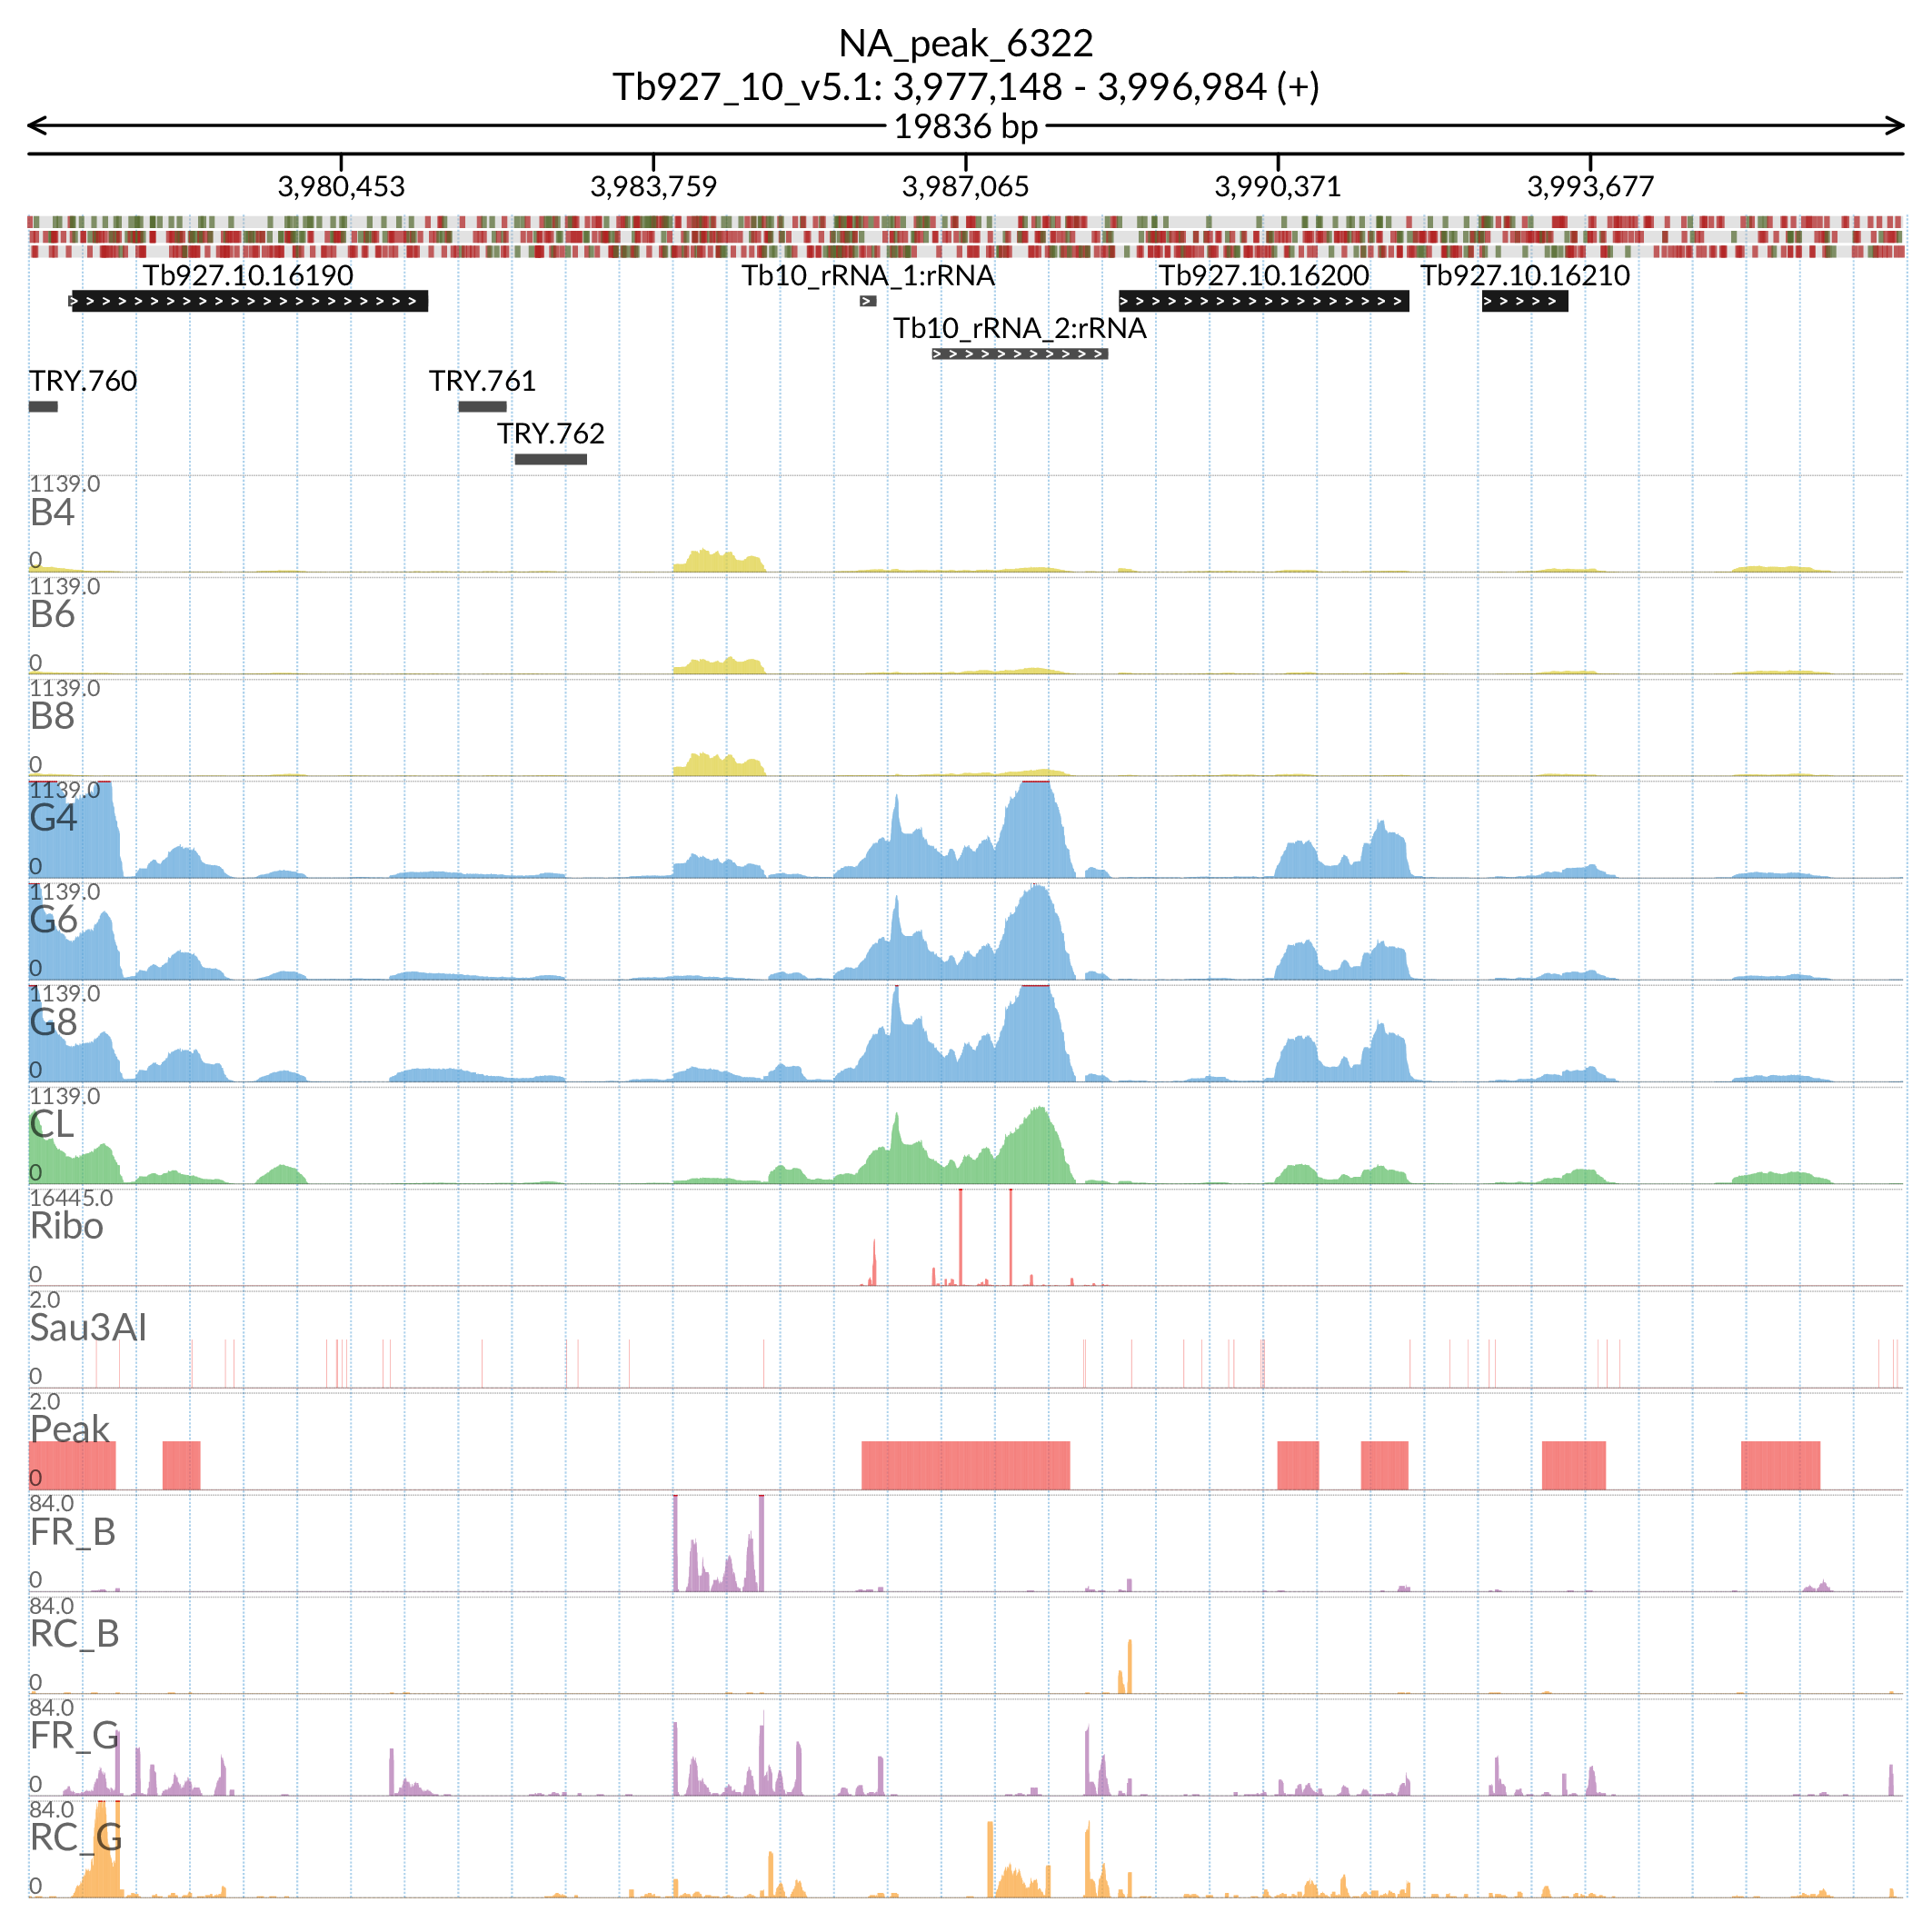 NA_peak_6322
Tb927_10_v5.1: 3,977,148 - 3,996,984 (+)
19836 bp
3,980,453 3,983,759 3,987,065 3,990,371 3,993,677
Tb927.10.16190 Tb10_rRNA_1:rRNA Tb927.10.16200 Tb927.10.16210
Tb10_rRNA_2:rRNA
TRY.760 TRY.761
TRY.762
1139.0
B4
0
1139.0
B6
0
1139.0
B8
0
1139.0
G4
0
1139.0
G6
0
1139.0
G8
0
1139.0
CL
0
16445.0
Ribo
0
2.0
Sau3AI
0
2.0
Peak
0
84.0
FR_B
0
84.0
RC_B
0
84.0
FR_G
0
84.0
RC_G
0